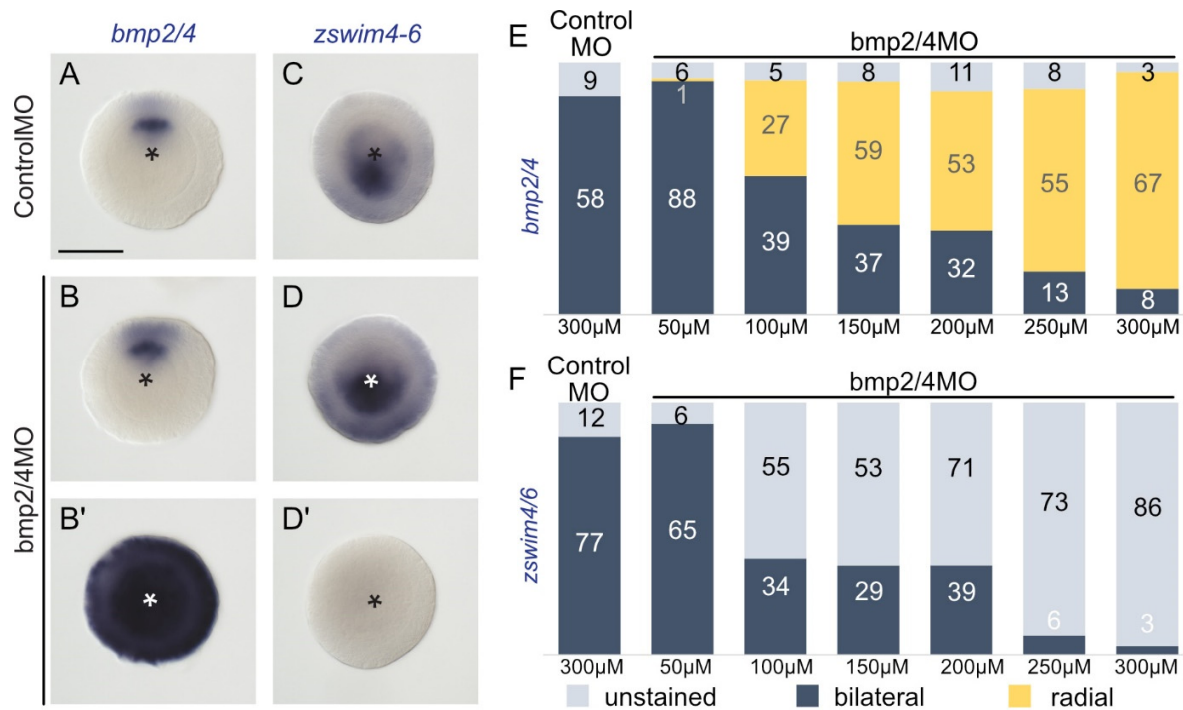 bmp2/4 zswim4-6
ControlMO
A C
* *
bmp2/4MO
B D
* *
B' D'
* *
E
Control
MO
bmp2/4MO
bmp2/4
9 6 5 8 11 8 3
1 27 59 53 55 67
58 88 39 37 32 13 8
300µM 50µM 100µM 150µM 200µM 250µM 300µM
F
Control
MO
bmp2/4MO
zswim4/6
12 6 55 53 71 73 86
77 65 34 29 39 6 3
300µM 50µM 100µM 150µM 200µM 250µM 300µM
unstained bilateral radial